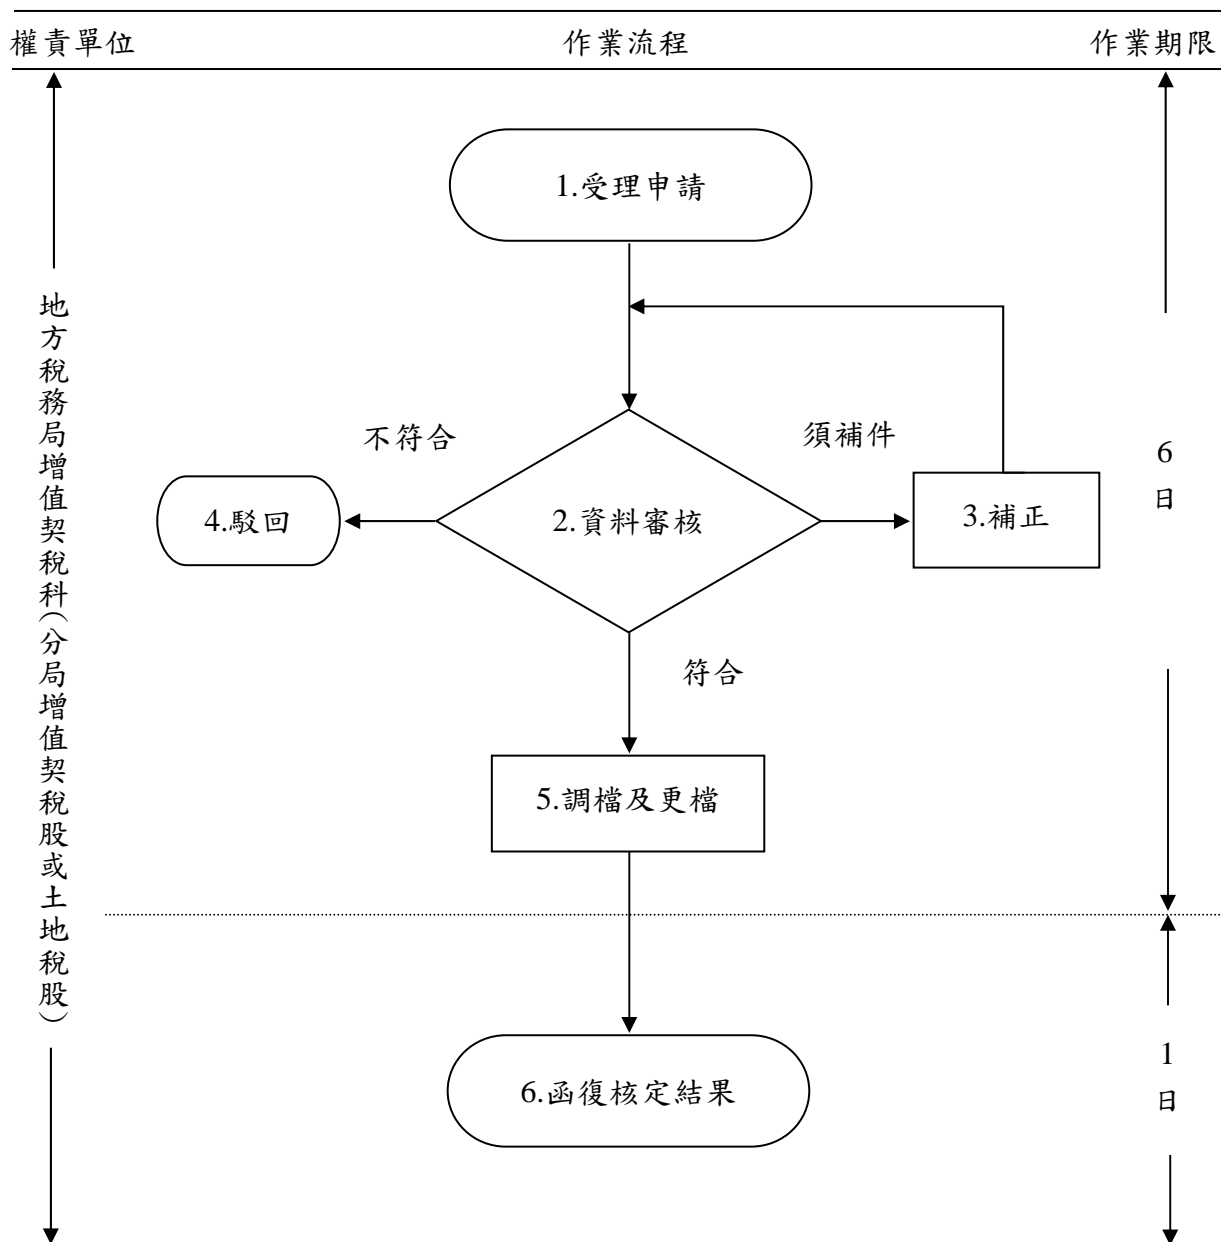 權責單位
作業流程
作業期限
1.受理申請
不符合
須補件
4.駁回
2.資料審核
3.補正
符合
5.調檔及更檔
6.函復核定結果
地方稅務局增值契稅科(分局增值契稅股或土地稅股)
6
日
1
日